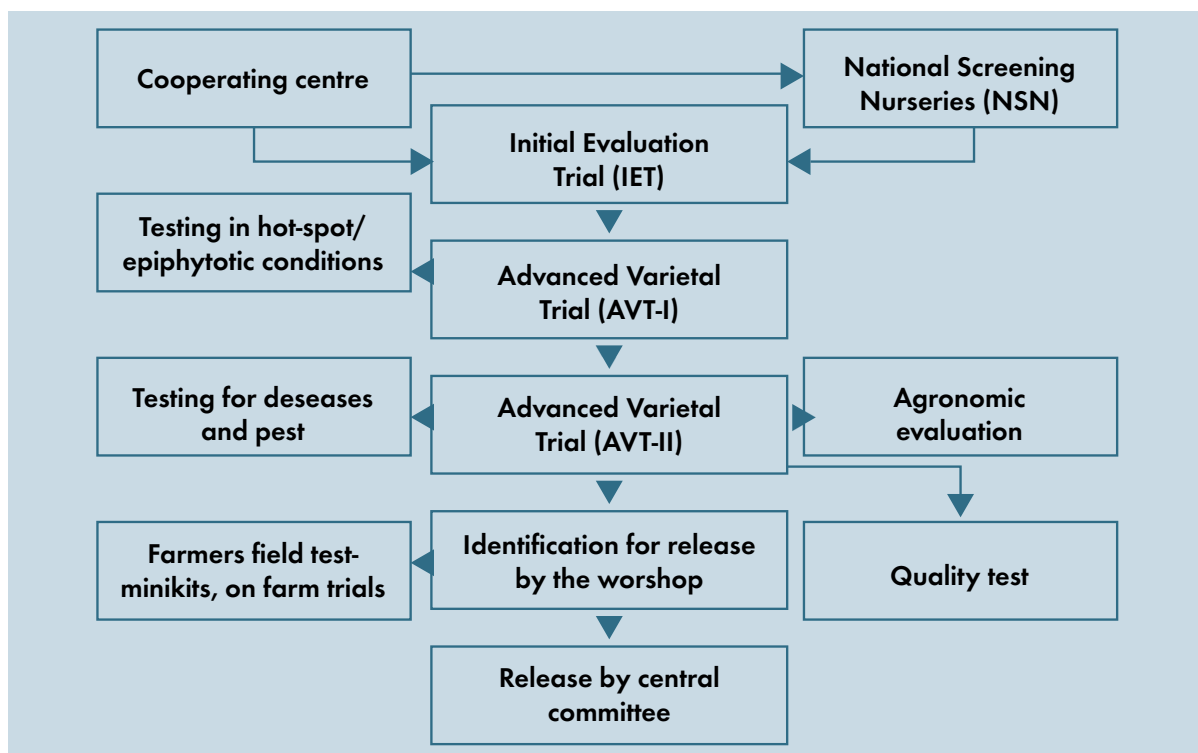 Cooperating centre
National Screening
Nurseries (NSN)
Initial Evaluation
Trial (IET)
Testing in hot-spot/
epiphytotic conditions
Advanced Varietal
Trial (AVT-I)
Testing for deseases
and pest
Advanced Varietal
Trial (AVT-II)
Agronomic
evaluation
Farmers field test-
minikits, on farm trials
Identification for release
by the worshop
Quality test
Release by central
committee